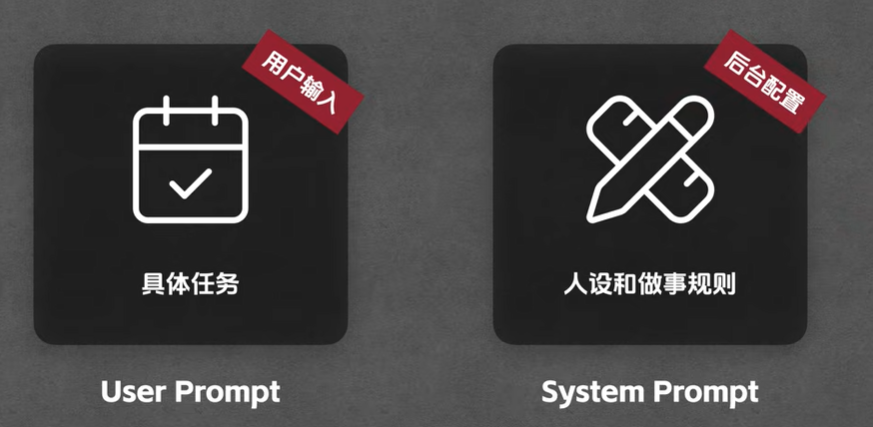 用户输入
具体任务
User Prompt
后台配置
人设和做事规则
System Prompt